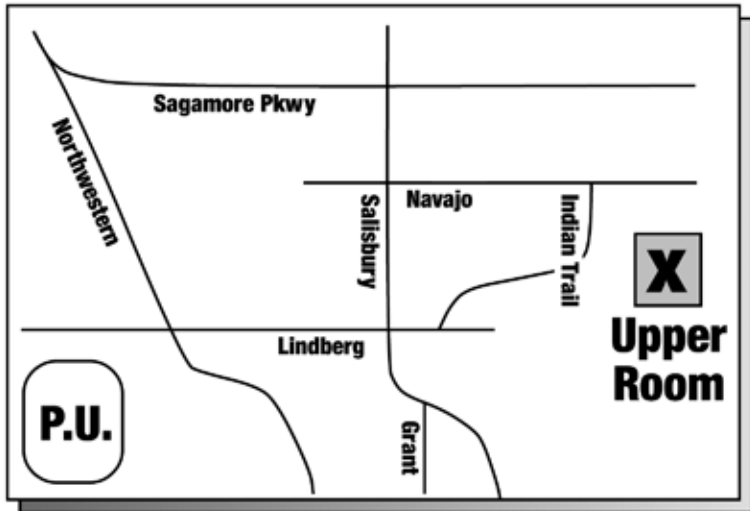 Sagamore Pkwy
Northwestern
Salisbury
Navajo
Indian Trail
X
Upper
Room
Lindberg
P.U.
Grant